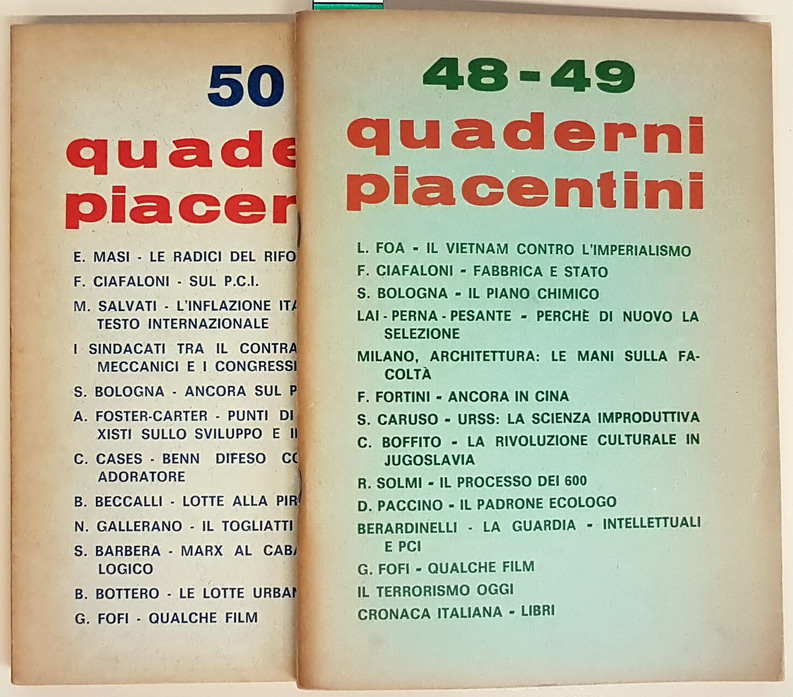 50
quade
piacer
E. MASI - LE RADICI DEL RIFO
F. CIAFALONI - SUL P.C.I.
M. SALVATI - L'INFLAZIONE ITA
TESTO INTERNAZIONALE
I SINDACATI TRA IL CONTRA
MECCANICI E I CONGRESSI
S. BOLOGNA - ANCORA SUL P
A. FOSTER-CARTER - PUNTI DI
XISTI SULLO SVILUPPO E I
C. CASES - BENN DIFESO CO
ADORATORE
B. BECCALLI - LOTTE ALLA PIR
N. GALLERANO - IL TOGLIATTI
S. BARBERA - MARX AL CABA
LOGICO
B. BOTTERO - LE LOTTE URBAN
G. FOFI - QUALCHE FILM
48-49
quaderni
piacentini
L. FOA - IL VIETNAM CONTRO L'IMPERIALISMO
F. CIAFALONI - FABBRICA E STATO
S. BOLOGNA - IL PIANO CHIMICO
LAI - PERNA - PESANTE - PERCHÈ DI NUOVO LA
SELEZIONE
MILANO, ARCHITETTURA: LE MANI SULLA FA-
COLTÀ
F. FORTINI - ANCORA IN CINA
S. CARUSO - URSS: LA SCIENZA IMPRODUTTIVA
C. BOFFITO - LA RIVOLUZIONE CULTURALE IN
JUGOSLAVIA
R. SOLMI - IL PROCESSO DEI 600
D. PACCINO - IL PADRONE ECOLOGO
BERARDINELLI - LA GUARDIA - INTELLETTUALI
E PCI
G. FOFI - QUALCHE FILM
IL TERRORISMO OGGI
CRONACA ITALIANA - LIBRI